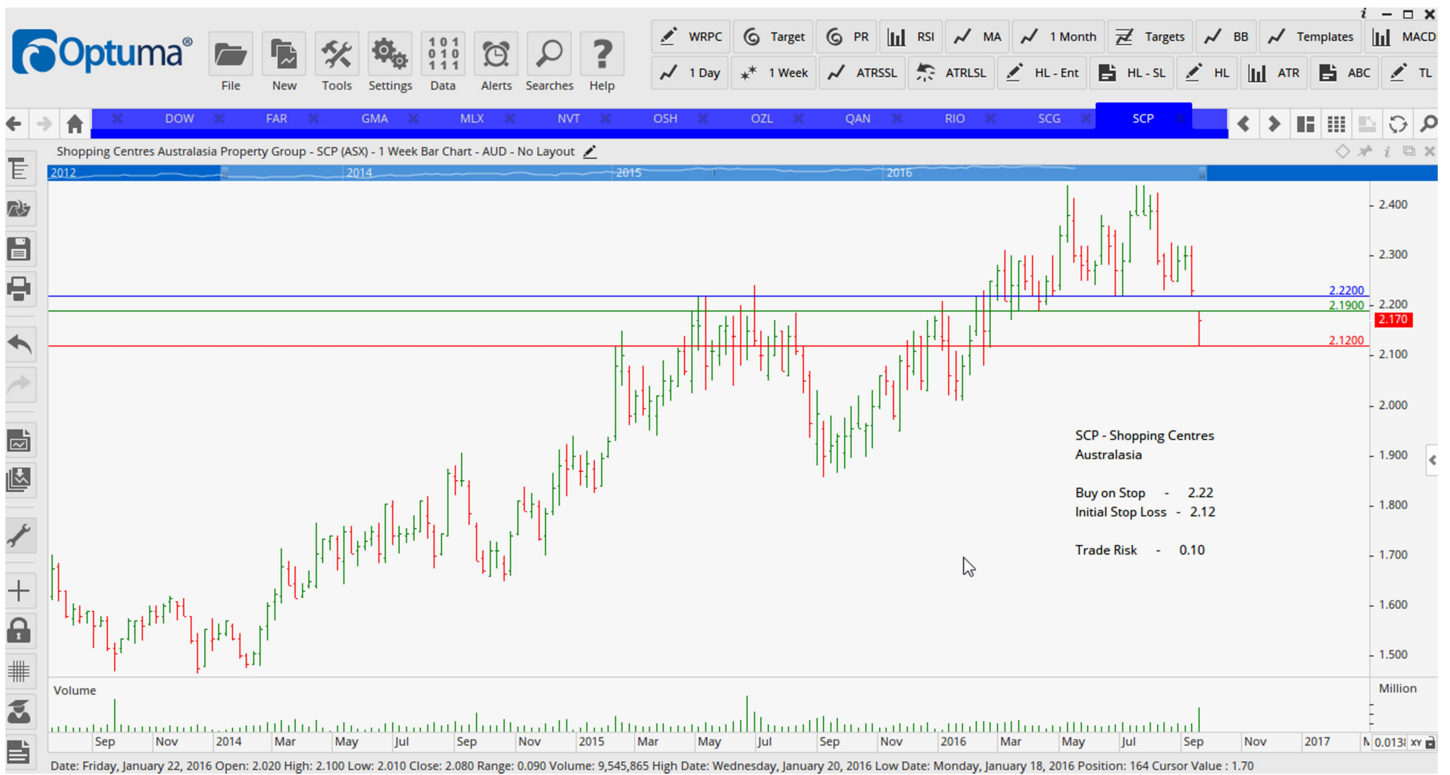 Optuma®
File
New
Tools
Settings
Data
Alerts
Searches
Help
WRPC
Target
PR
RSI
MA
1 Month
Targets
BB
Templates
MACD
1 Day
1 Week
ATRSSL
ATRLSL
HL - Ent
HL - SL
HL
ATR
ABC
TL
DOW
FAR
GMA
MLX
NVT
OSH
OZL
QAN
RIO
SCG
SCP
Shopping Centres Australasia Property Group - SCP (ASX) - 1 Week Bar Chart - AUD - No Layout
2012
2014
2015
2016
2.400
2.300
2.2200
2.200
2.1900
2.170
2.1200
2.100
2.000
1.900
1.800
1.700
1.600
1.500
SCP - Shopping Centres
Australasia
Buy on Stop - 2.22
Initial Stop Loss - 2.12
Trade Risk - 0.10
Volume
Million
Sep Nov 2014 Mar May Jul Sep Nov 2015 Mar May Jul Sep Nov 2016 Mar May Jul Sep Nov 2017
XY
Date: Friday, January 22, 2016 Open: 2.020 High: 2.100 Low: 2.010 Close: 2.080 Range: 0.090 Volume: 9,545,865 High Date: Wednesday, January 20, 2016 Low Date: Monday, January 18, 2016 Position: 164 Cursor Value : 1.70